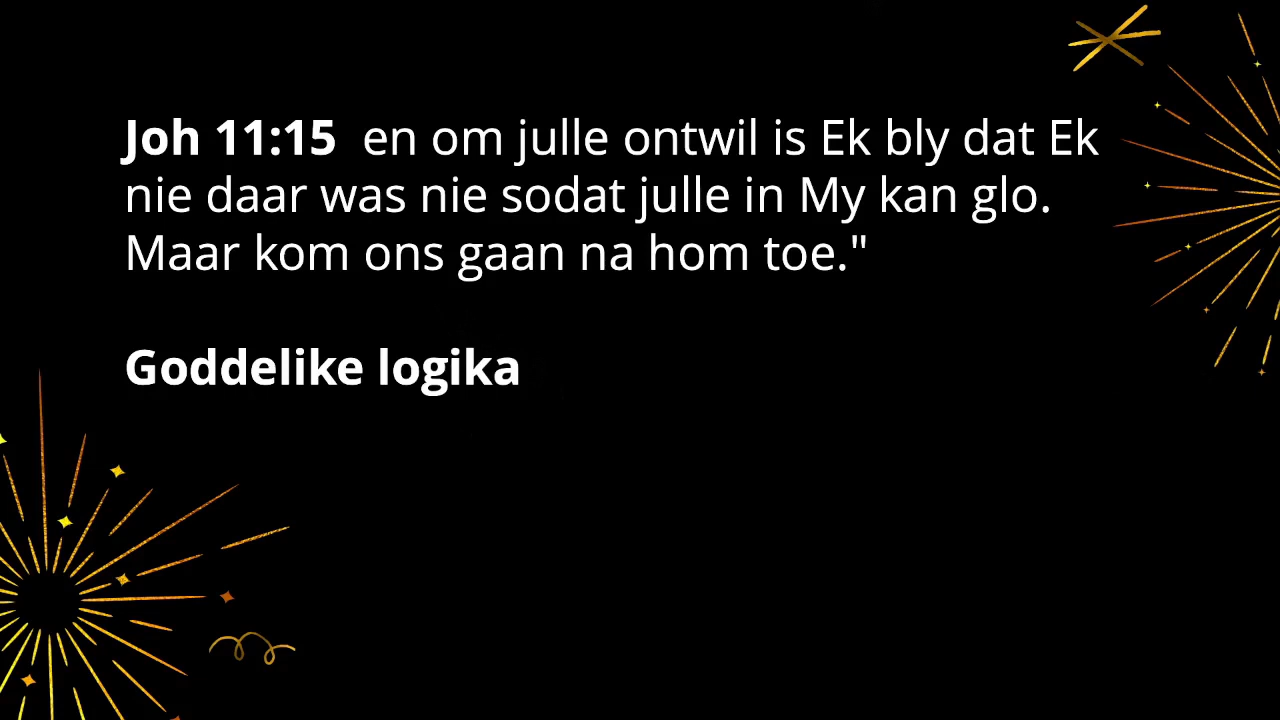 Joh 11:15  en om julle ontwil is Ek bly dat Ek
nie daar was nie sodat julle in My kan glo.
Maar kom ons gaan na hom toe."
Goddelike logika